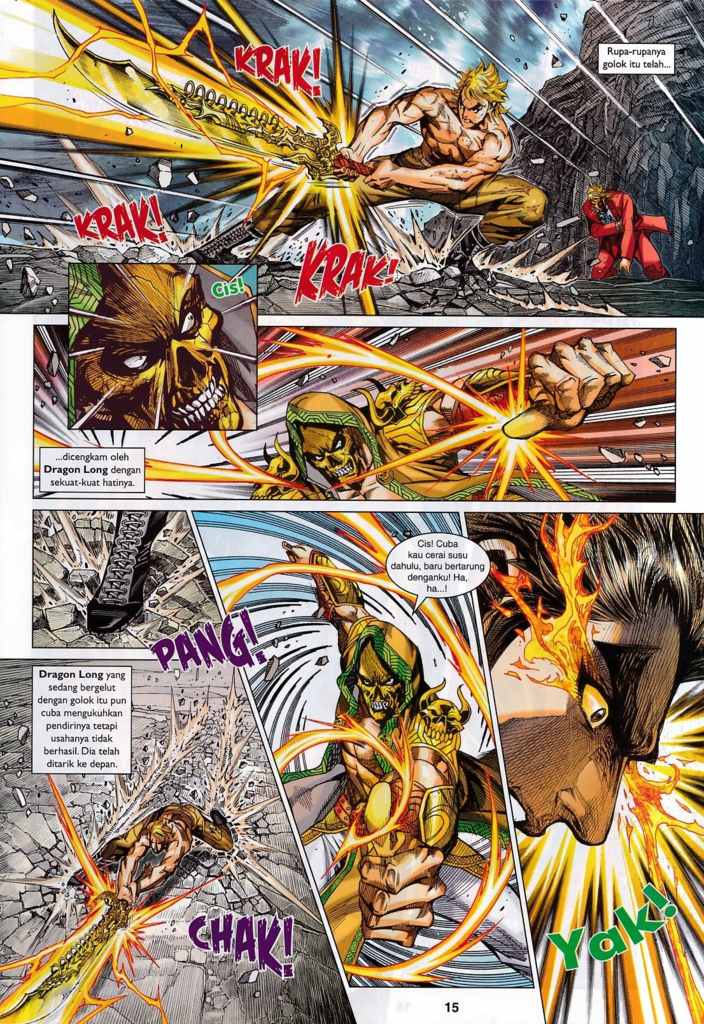 KRAK!
Rupa-rupanya
golok itu telah...
KRAK!
KRAK!
Cis!
...dicengkam oleh
Dragon Long dengan
sekuat-kuat hatinya.
Cis! Cuba
kau cerai susu
dahulu, baru bertarung
denganku! Ha,
ha...!
PANG!
Dragon Long yang
sedang bergelut
dengan golok itu pun
cuba mengukuhkan
pendirinya tetapi
usahanya tidak
berhasil. Dia telah
ditarik ke depan.
CHAK!
Yak!
15